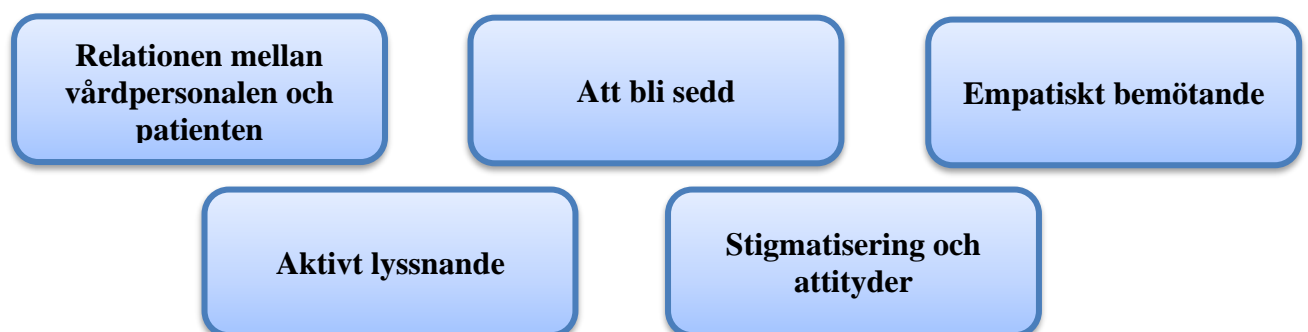 Relationen mellan
vårdpersonalen och
patienten
Att bli sedd
Empatiskt bemötande
Aktivt lyssnande
Stigmatisering och
attityder